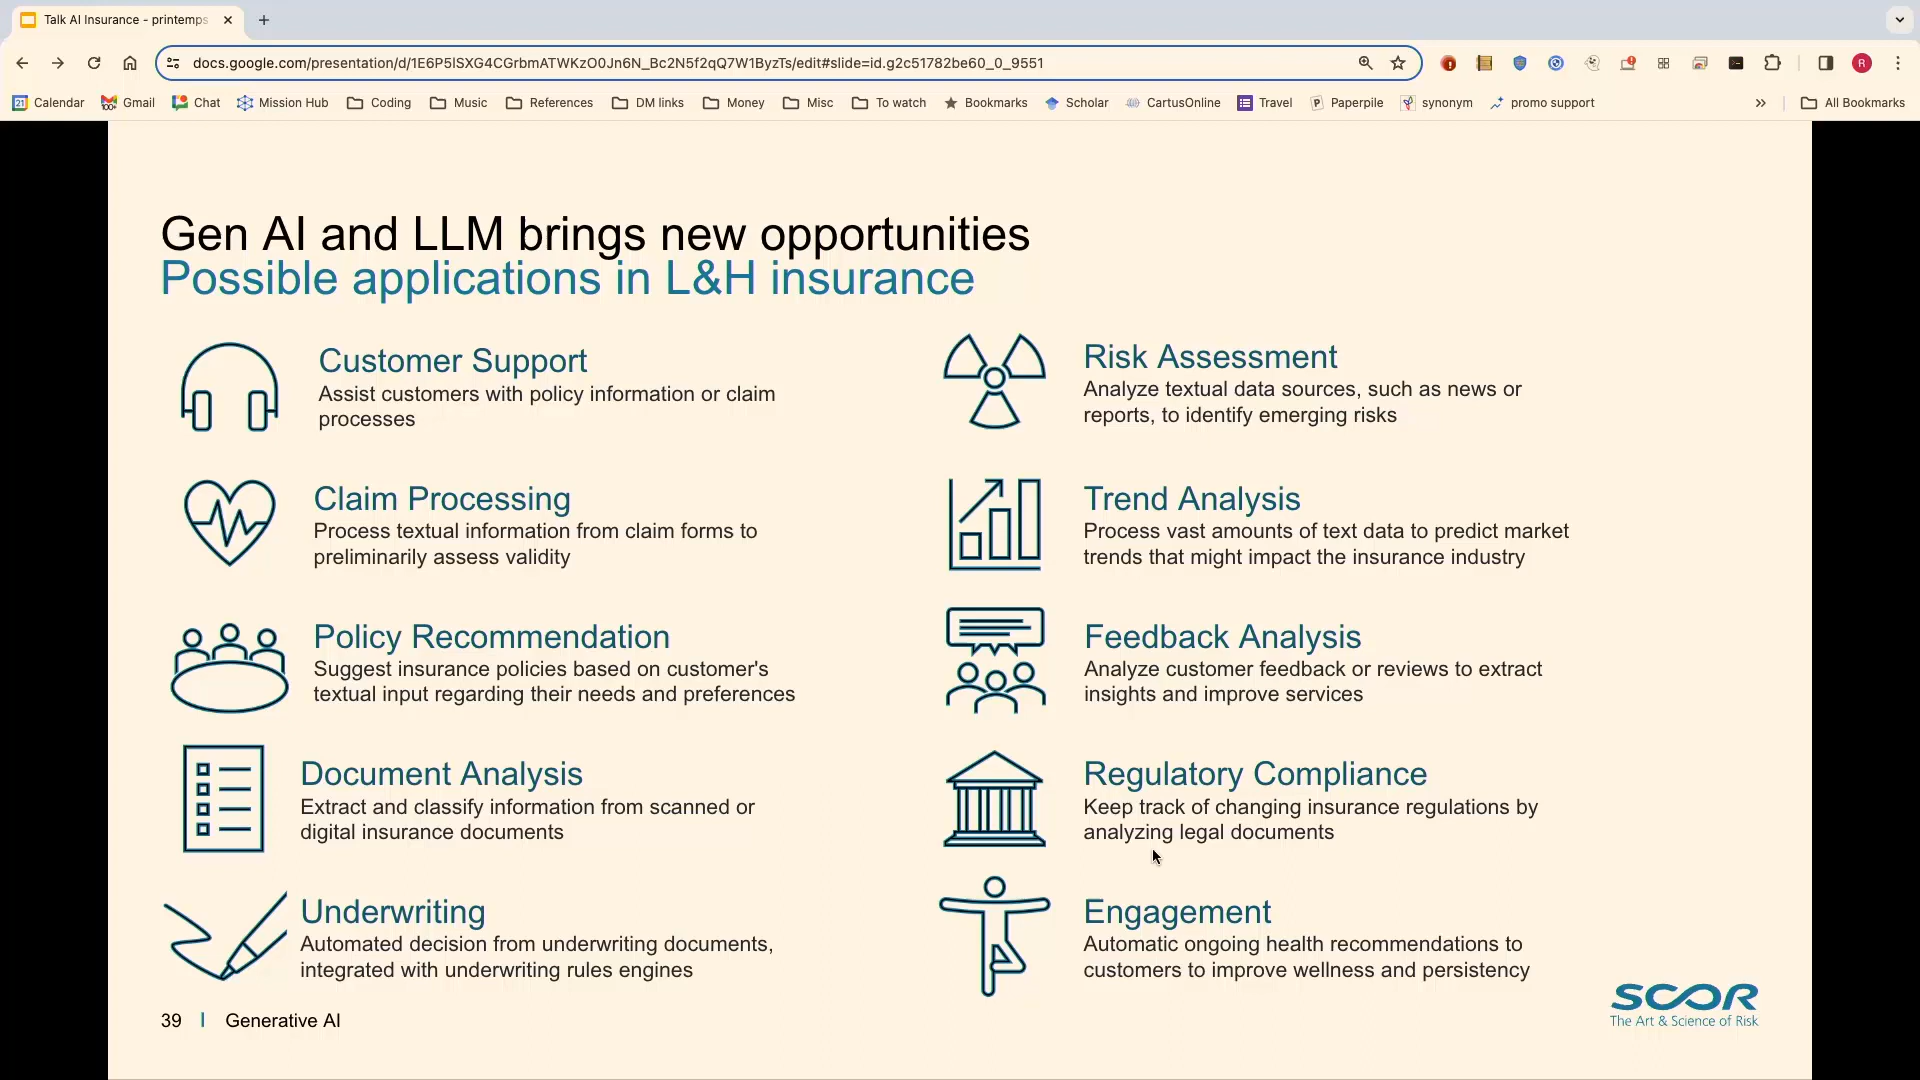 Talk AI Insurance - printemps
docs.google.com/presentation/d/1E6P5lSXG4CGrbmATWKzO0Jn6N_Bc2N5f2qQ7W1ByzTs/edit#slide=id.g2c51782be60_0_9551
R
21 Calendar Gmail Chat Mission Hub Coding Music References DM links Money Misc To watch Bookmarks Scholar CartusOnline Travel Paperpile synonym promo support » All Bookmarks
Gen AI and LLM brings new opportunities
Possible applications in L&H insurance
Customer Support
Assist customers with policy information or claim
processes
Claim Processing
Process textual information from claim forms to
preliminarily assess validity
Policy Recommendation
Suggest insurance policies based on customer's
textual input regarding their needs and preferences
Document Analysis
Extract and classify information from scanned or
digital insurance documents
Underwriting
Automated decision from underwriting documents,
integrated with underwriting rules engines
Risk Assessment
Analyze textual data sources, such as news or
reports, to identify emerging risks
Trend Analysis
Process vast amounts of text data to predict market
trends that might impact the insurance industry
Feedback Analysis
Analyze customer feedback or reviews to extract
insights and improve services
Regulatory Compliance
Keep track of changing insurance regulations by
analyzing legal documents
Engagement
Automatic ongoing health recommendations to
customers to improve wellness and persistency
39 | Generative AI
SCOR
The Art & Science of Risk